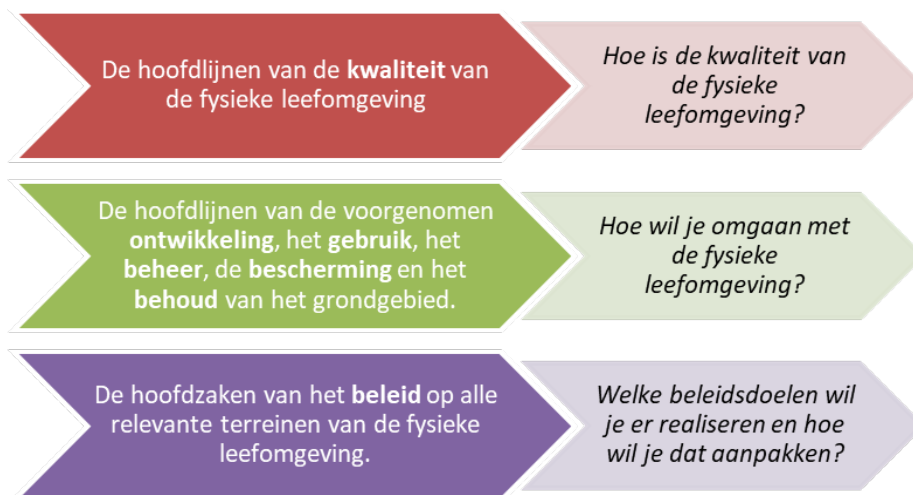 De hoofdlijnen van de kwaliteit van
de fysieke leefomgeving
Hoe is de kwaliteit van
de fysieke
leefomgeving?
De hoofdlijnen van de voorgenomen
ontwikkeling, het gebruik, het
beheer, de bescherming en het
behoud van het grondgebied.
Hoe wil je omgaan met
de fysieke
leefomgeving?
De hoofdzaken van het beleid op alle
relevante terreinen van de fysieke
leefomgeving.
Welke beleidsdoelen wil
je er realiseren en hoe
wil je dat aanpakken?